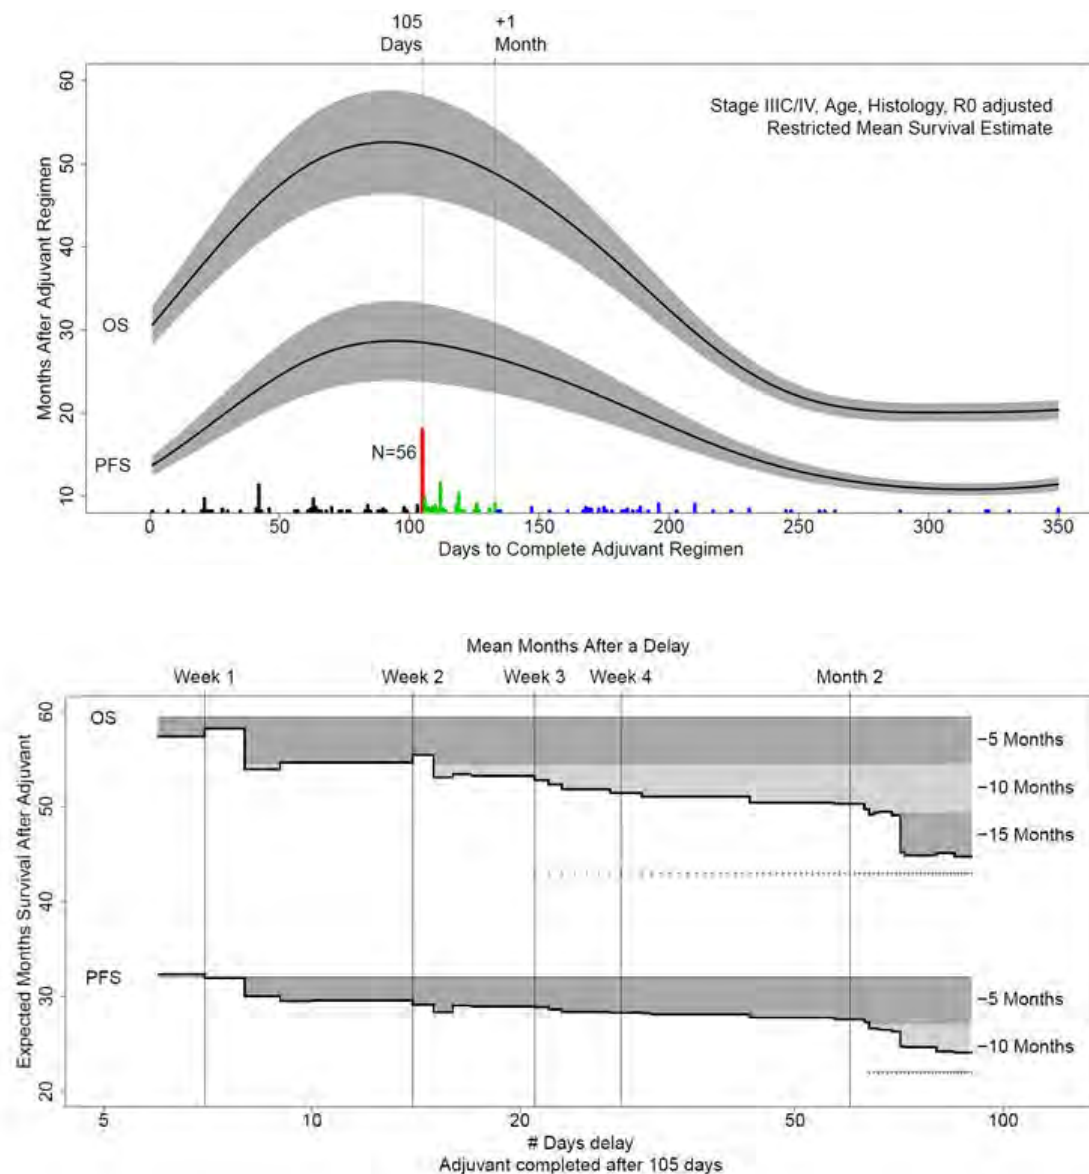 105 Days
+1 Month
Stage IIIC/IV, Age, Histology, R0 adjusted
Restricted Mean Survival Estimate
Months After Adjuvant Regimen
60
50
40
30
20
10
OS
PFS
N=56
0 50 100 150 200 250 300 350
Days to Complete Adjuvant Regimen
Mean Months After a Delay
Week 1 Week 2 Week 3 Week 4 Month 2
Expected Months Survival After Adjuvant
60
50
40
30
20
OS
−5 Months
−10 Months
−15 Months
PFS
−5 Months
−10 Months
5 10 20 50 100
# Days delay
Adjuvant completed after 105 days